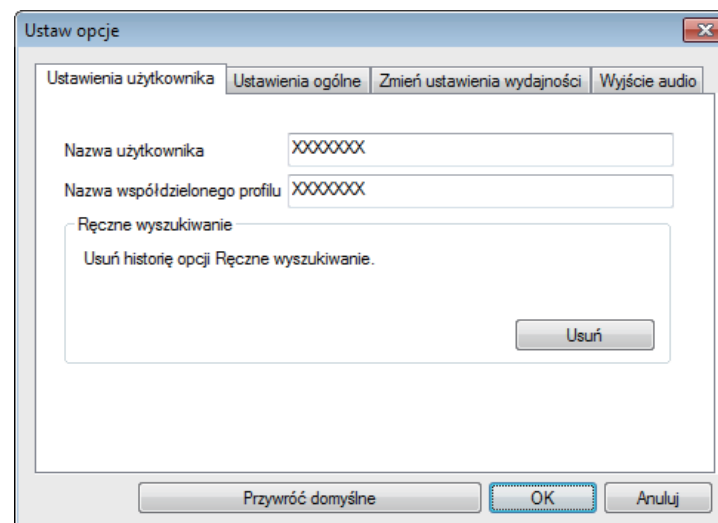 Ustaw opcje
Ustawienia użytkownika Ustawienia ogólne Zmień ustawienia wydajności Wyjście audio
Nazwa użytkownika XXXXXXX
Nazwa współdzielonego profilu XXXXXXX
Ręczne wyszukiwanie
Usuń historię opcji Ręczne wyszukiwanie.
Usuń
Przywróć domyślne OK Anuluj